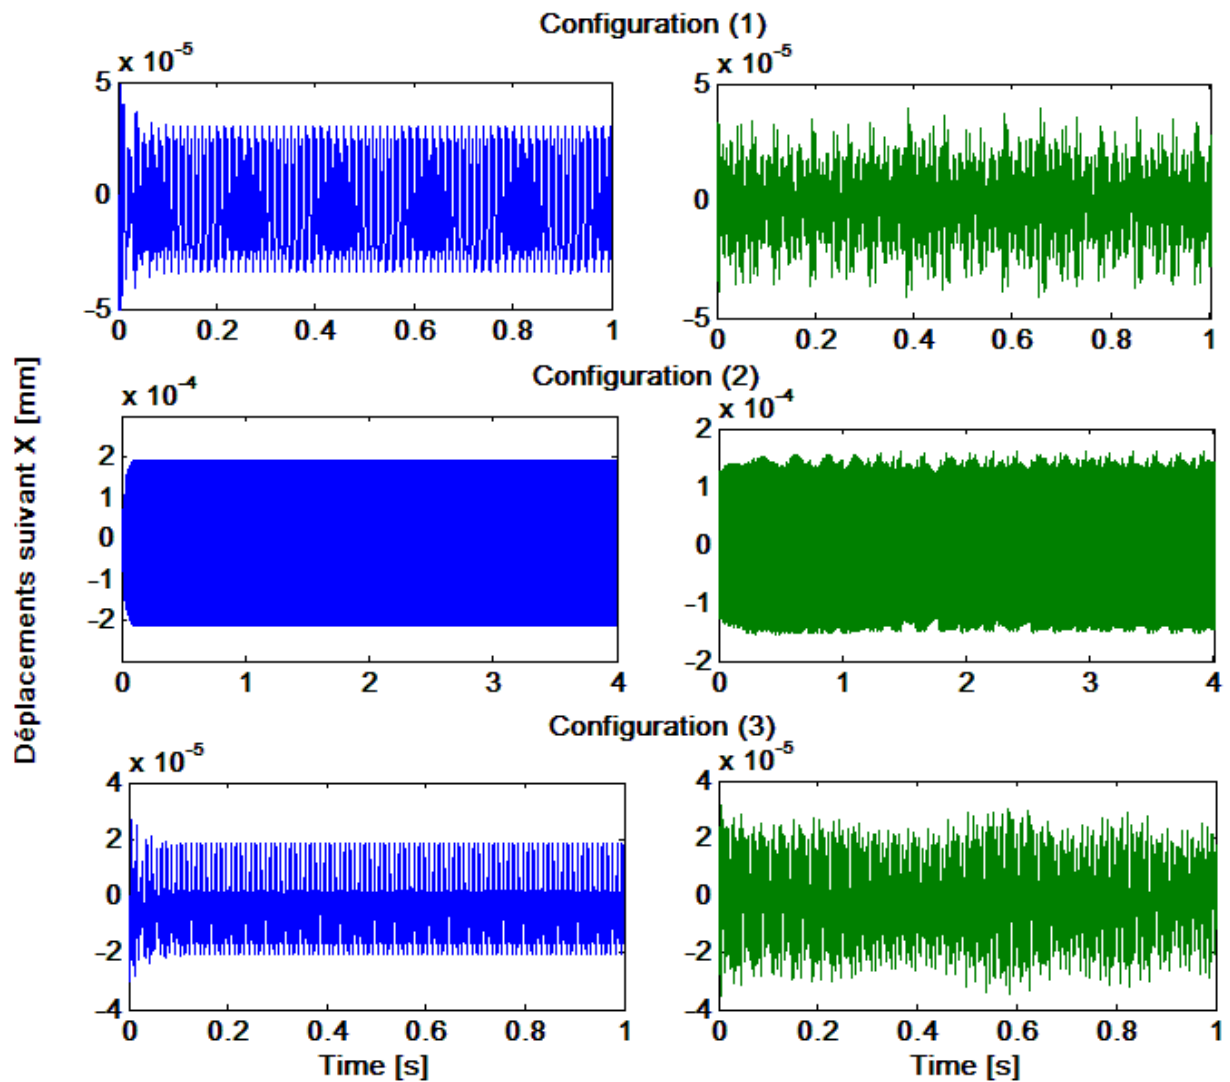 Configuration (1)
x 10⁻⁵
x 10⁻⁵
5
0
−5
0 0.2 0.4 0.6 0.8 1
5
0
−5
0 0.2 0.4 0.6 0.8 1
Déplacements suivant X [mm]
Configuration (2)
x 10⁻⁴
x 10⁻⁴
2
1
0
−1
−2
0 1 2 3 4
2
1
0
−1
−2
0 1 2 3 4
Configuration (3)
x 10⁻⁵
x 10⁻⁵
4
2
0
−2
−4
0 0.2 0.4 0.6 0.8 1
Time [s]
4
2
0
−2
−4
0 0.2 0.4 0.6 0.8 1
Time [s]